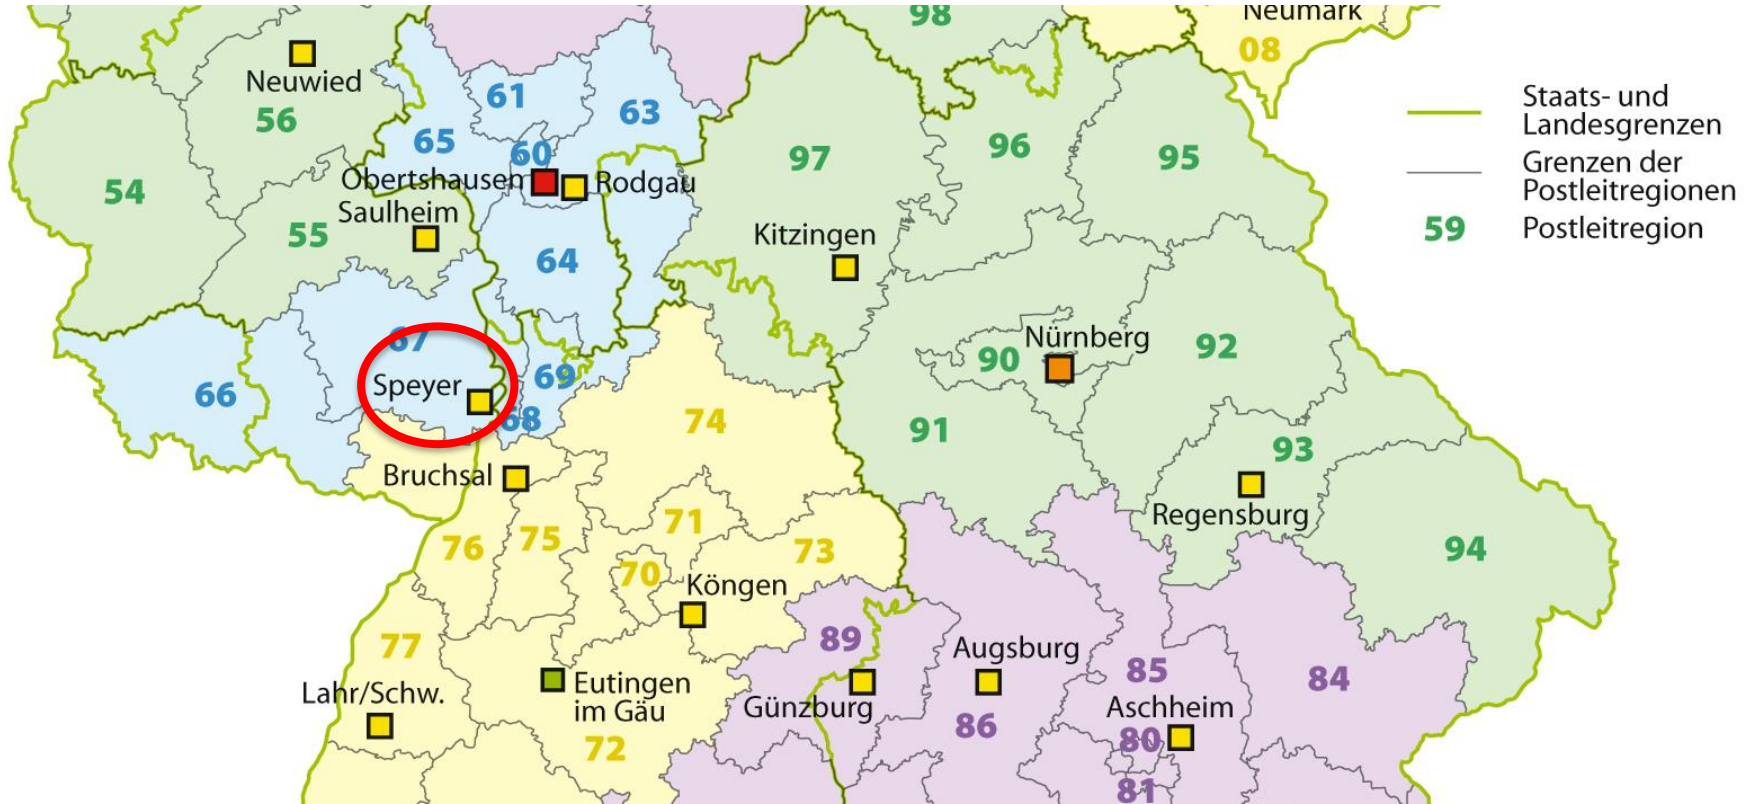 98
Neumark
08
Neuwied
56
61
63
65
60
97
96
95
54
Obertshausen
Rodgau
Saulheim
55
64
Kitzingen
67
Speyer
66
69
68
90
Nürnberg
92
74
91
93
Bruchsal
Regensburg
76
75
71
73
94
70
Köngen
77
89
Augsburg
85
84
Lahr/Schw.
Eutingen
im Gäu
Günzburg
86
Aschheim
80
72
81
Staats- und
Landesgrenzen
Grenzen der
Postleitregionen
59
Postleitregion